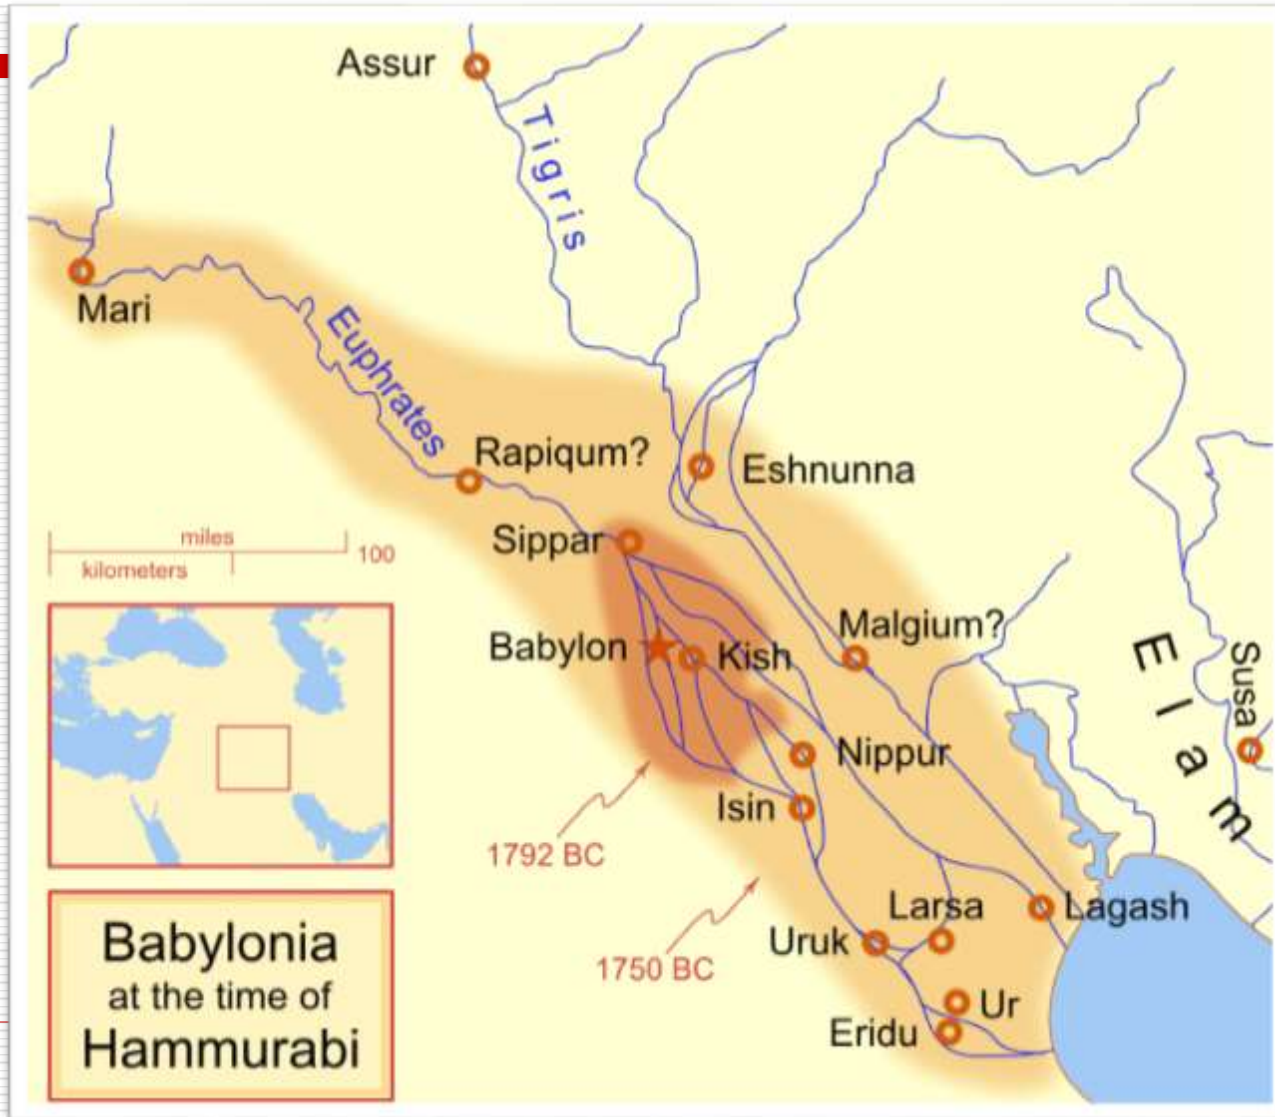 Assur
Tigris
Mari
Euphrates
Rapiqum?
Eshnunna
Sippar
miles
kilometers
100
Babylon
Kish
Malgium?
Elam
Susa
Nippur
Isin
1792 BC
Larsa
Lagash
Uruk
1750 BC
Ur
Eridu
Babylonia
at the time of
Hammurabi